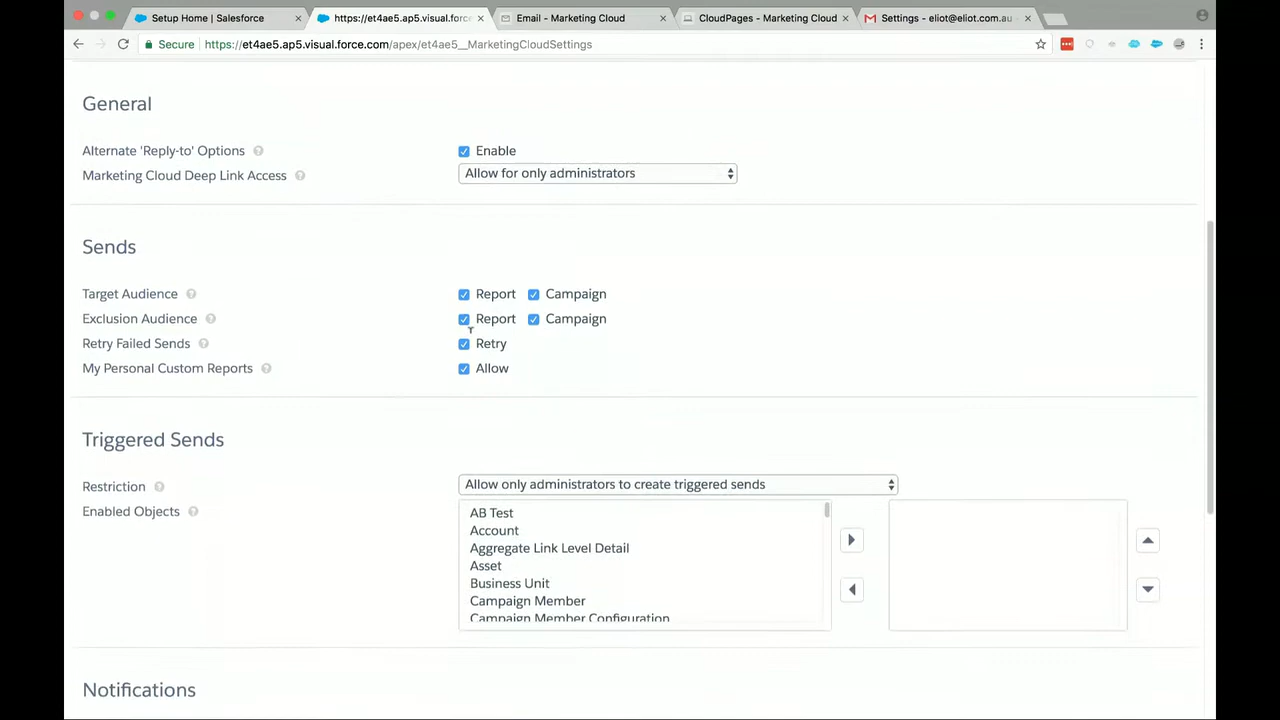 Setup Home | Salesforce
https://et4ae5.ap5.visual.forc
Email - Marketing Cloud
CloudPages - Marketing Cloud
Settings - eliot@eliot.com.au
Secure
https://et4ae5.ap5.visual.force.com/apex/et4ae5__MarketingCloudSettings
General
Alternate 'Reply-to' Options ? Enable
Marketing Cloud Deep Link Access ? Allow for only administrators
Sends
Target Audience ? Report Campaign
Exclusion Audience ? Report Campaign
Retry Failed Sends ? Retry
My Personal Custom Reports ? Allow
Triggered Sends
Restriction ? Allow only administrators to create triggered sends
Enabled Objects ?
AB Test
Account
Aggregate Link Level Detail
Asset
Business Unit
Campaign Member
Campaign Member Configuration
Notifications